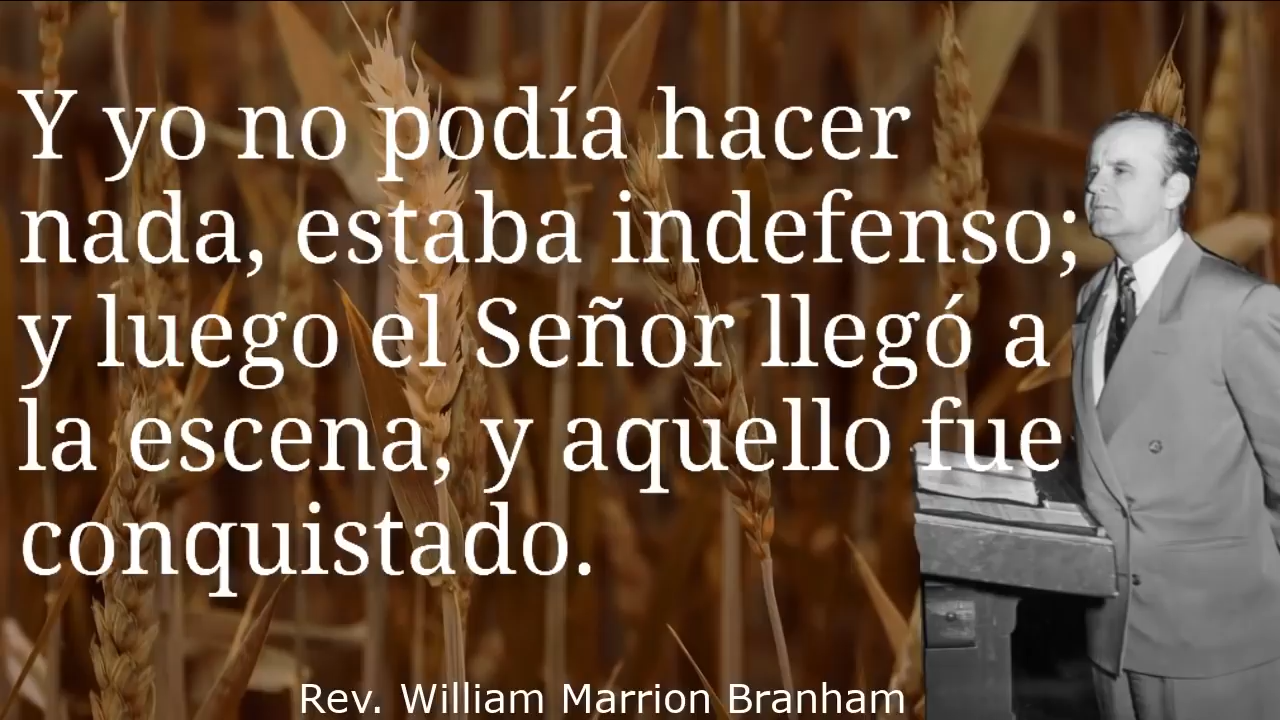 Y yo no podía hacer
nada, estaba indefenso;
y luego el Señor llegó a
la escena, y aquello fue
conquistado.
Rev. William Marrion Branham